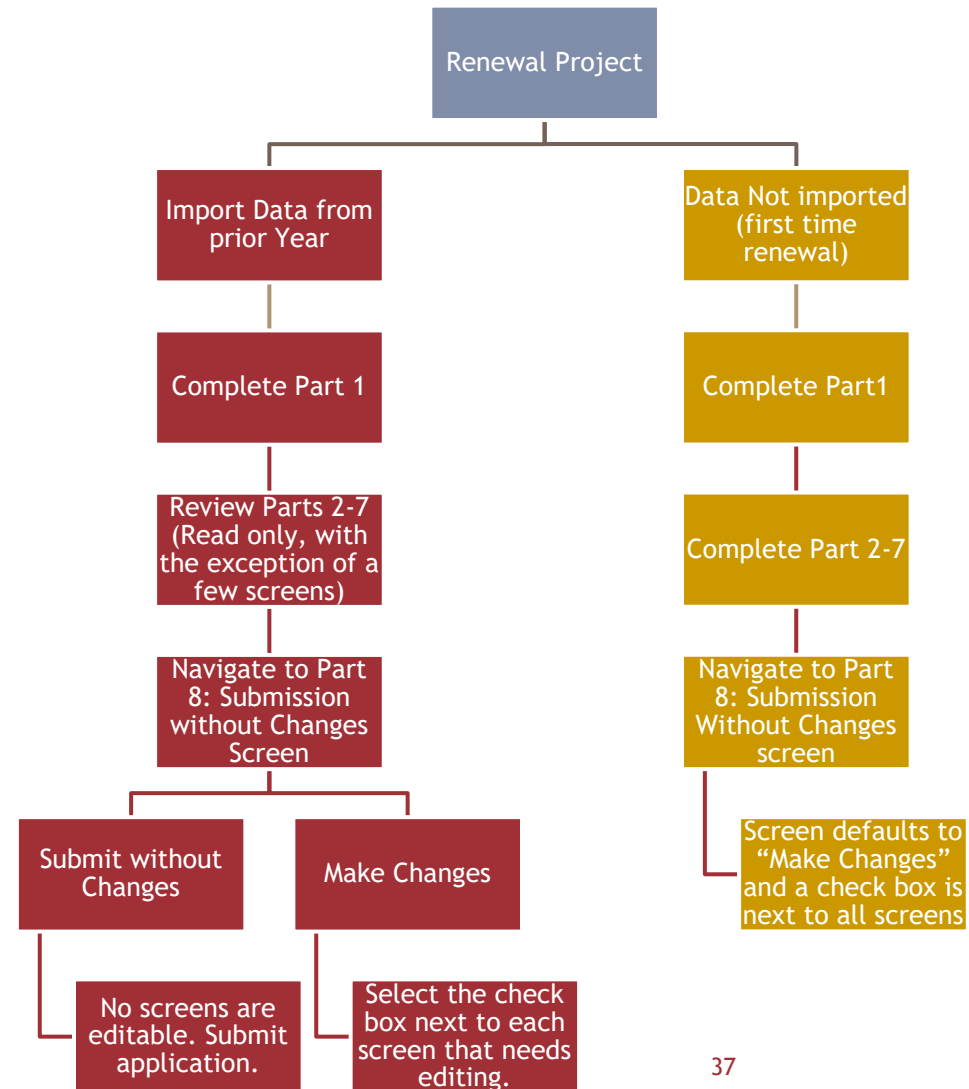 Renewal Project
Import Data from
prior Year
Data Not imported
(first time
renewal)
Complete Part 1
Complete Part1
Review Parts 2-7
(Read only, with
the exception of a
few screens)
Complete Part 2-7
Navigate to Part
8: Submission
without Changes
Screen
Navigate to Part
8: Submission
Without Changes
screen
Submit without
Changes
Make Changes
Screen defaults to
“Make Changes”
and a check box is
next to all screens
No screens are
editable. Submit
application.
Select the check
box next to each
screen that needs
editing.
37